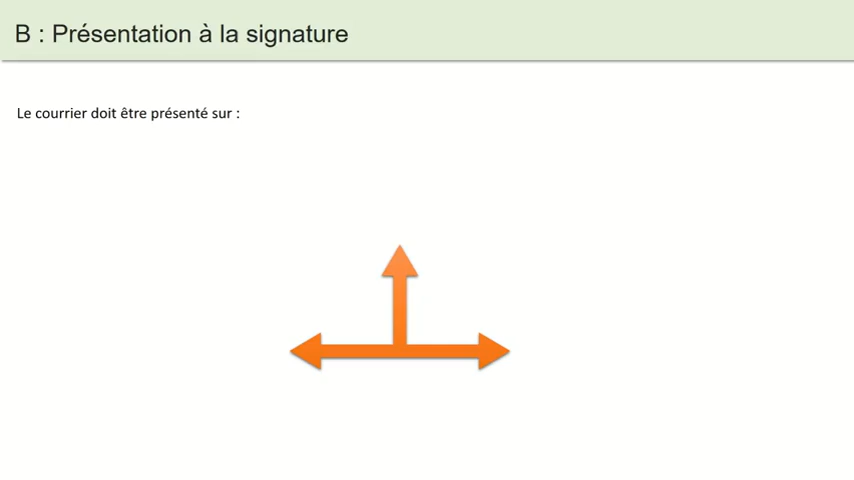 B : Présentation à la signature
Le courrier doit être présenté sur :